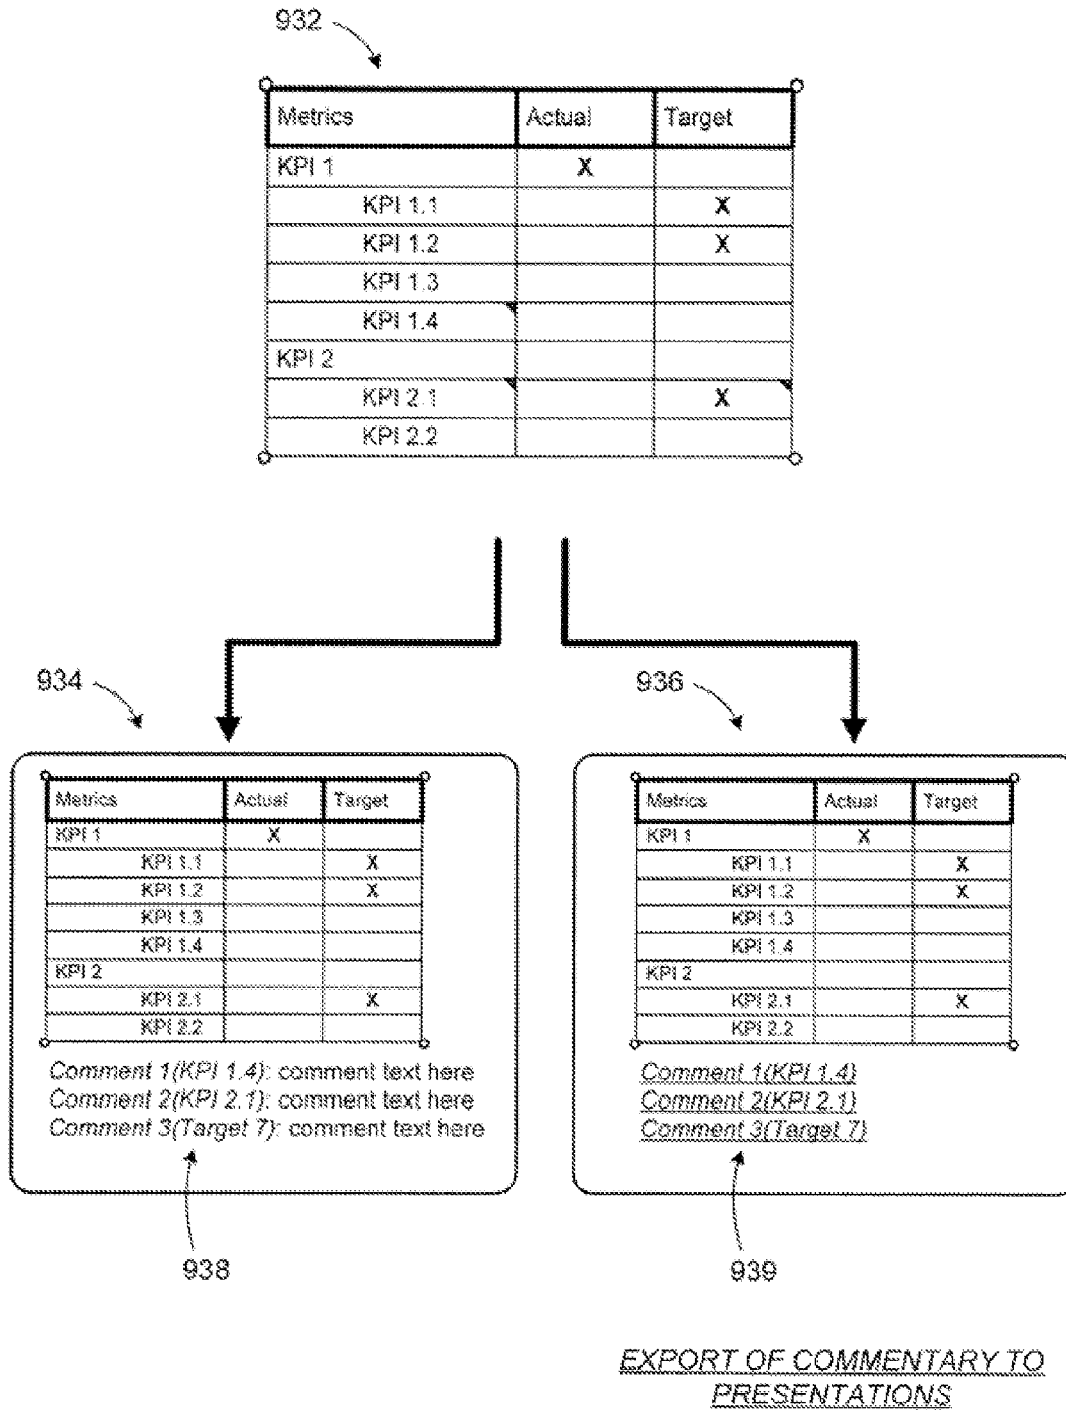 932
Metrics Actual Target
KPI 1 X
KPI 1.1 X
KPI 1.2 X
KPI 1.3
KPI 1.4
KPI 2
KPI 2.1 X
KPI 2.2
934
Metrics Actual Target
KPI 1 X
KPI 1.1 X
KPI 1.2 X
KPI 1.3
KPI 1.4
KPI 2
KPI 2.1 X
KPI 2.2
Comment 1(KPI 1.4): comment text here
Comment 2(KPI 2.1): comment text here
Comment 3(Target 7): comment text here
938
936
Metrics Actual Target
KPI 1 X
KPI 1.1 X
KPI 1.2 X
KPI 1.3
KPI 1.4
KPI 2
KPI 2.1 X
KPI 2.2
Comment 1(KPI 1.4)
Comment 2(KPI 2.1)
Comment 3(Target 7)
939
EXPORT OF COMMENTARY TO
PRESENTATIONS